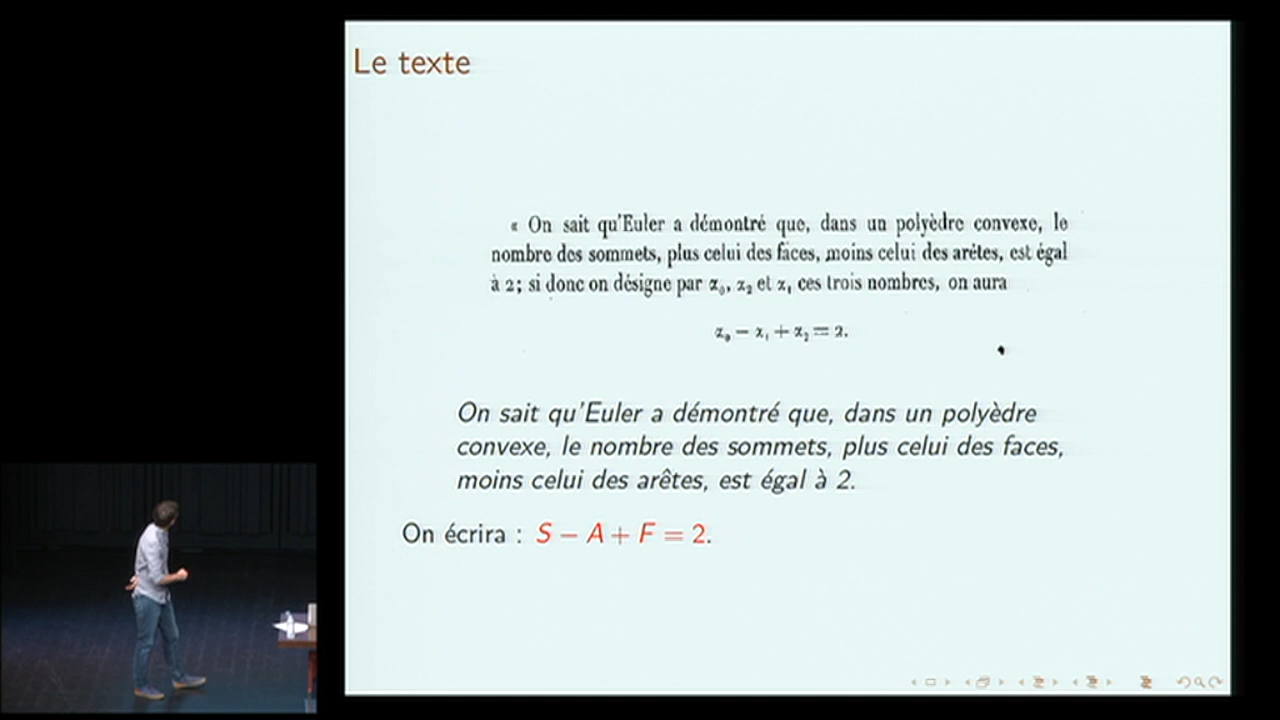 Le texte
« On sait qu'Euler a démontré que, dans un polyèdre convexe, le
nombre des sommets, plus celui des faces, moins celui des arêtes, est égal
à 2; si donc on désigne par α₀, α₂ et α₁ ces trois nombres, on aura
α₀ − α₁ + α₂ = 2.
On sait qu'Euler a démontré que, dans un polyèdre
convexe, le nombre des sommets, plus celui des faces,
moins celui des arêtes, est égal à 2.
On écrira : S − A + F = 2.